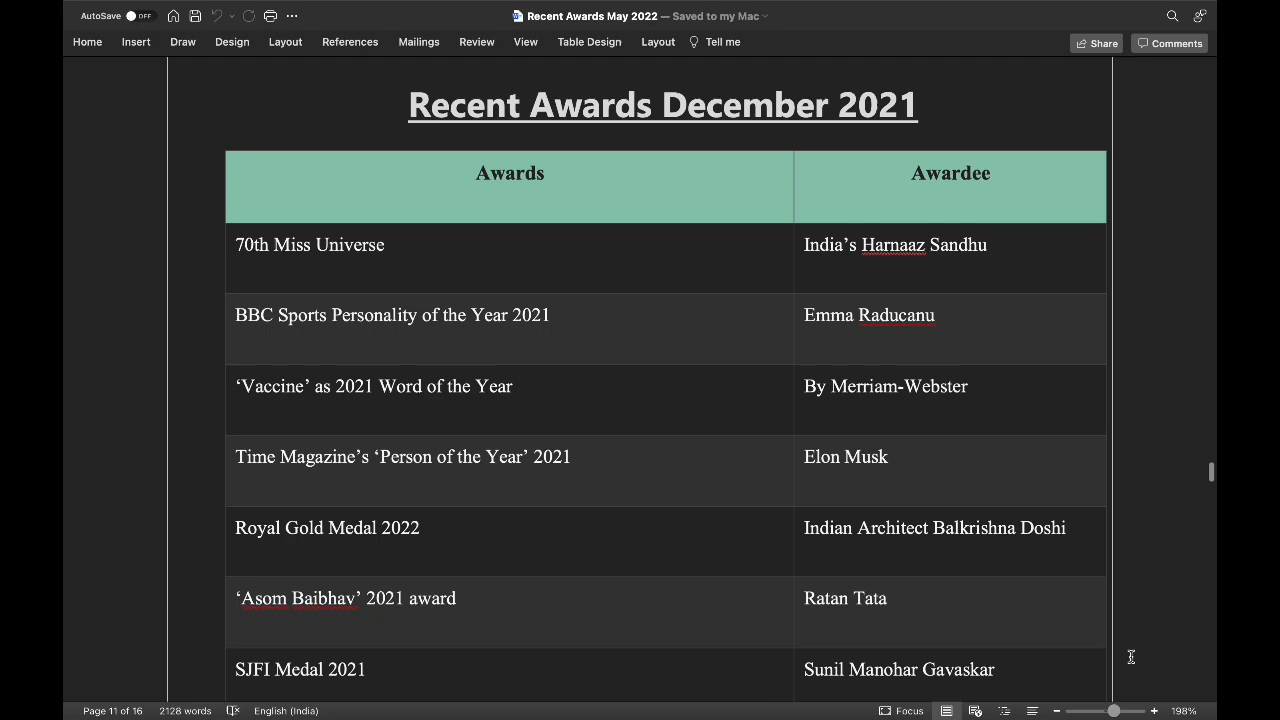 AutoSave OFF Recent Awards May 2022 — Saved to my Mac
Home Insert Draw Design Layout References Mailings Review View Table Design Layout Tell me Share Comments
Recent Awards December 2021
Awards Awardee
70th Miss Universe India’s Harnaaz Sandhu
BBC Sports Personality of the Year 2021 Emma Raducanu
‘Vaccine’ as 2021 Word of the Year By Merriam-Webster
Time Magazine’s ‘Person of the Year’ 2021 Elon Musk
Royal Gold Medal 2022 Indian Architect Balkrishna Doshi
‘Asom Baibhav’ 2021 award Ratan Tata
SJFI Medal 2021 Sunil Manohar Gavaskar
Page 11 of 16 2128 words English (India) Focus 198%